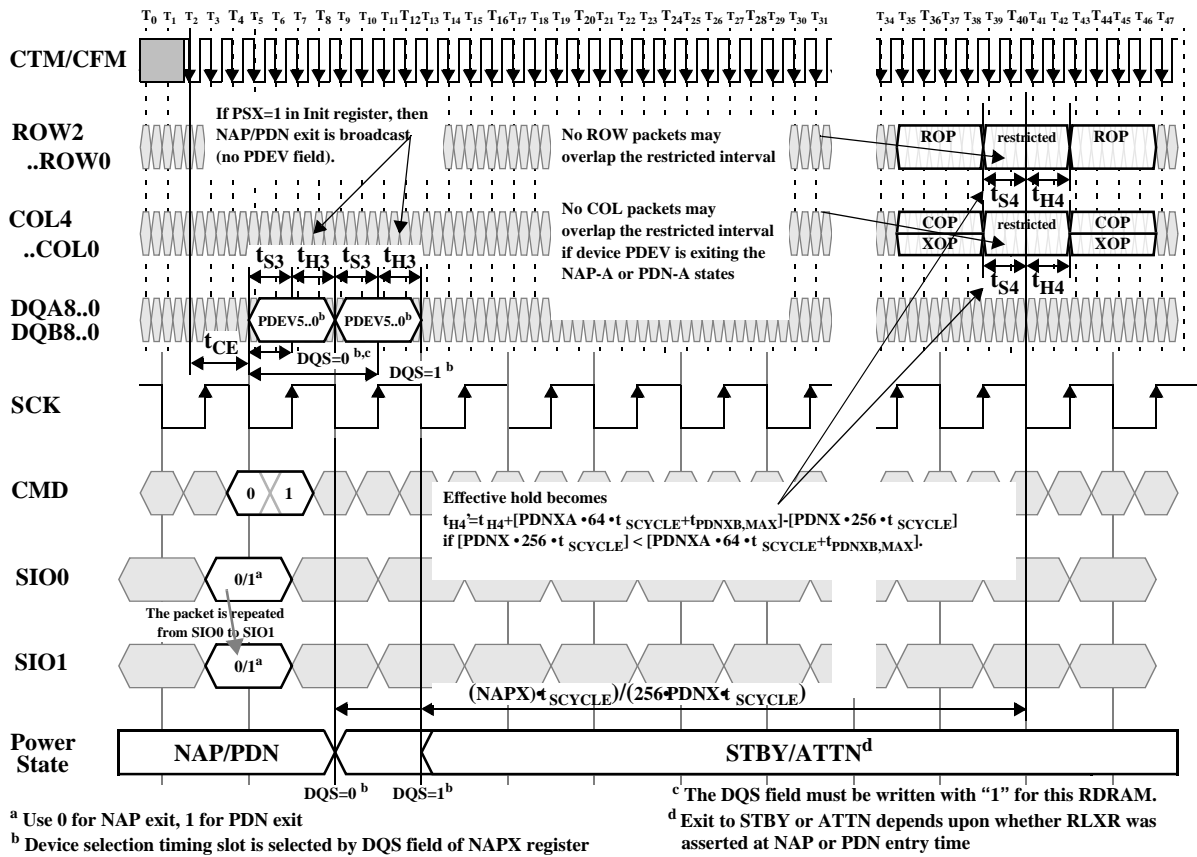 T0 T1 T2 T3 T4 T5 T6 T7 T8 T9 T10 T11 T12 T13 T14 T15 T16 T17 T18 T19 T20 T21 T22 T23 T24 T25 T26 T27 T28 T29 T30 T31 T34 T35 T36 T37 T38 T39 T40 T41 T42 T43 T44 T45 T46 T47
CTM/CFM
If PSX=1 in Init register, then
NAP/PDN exit is broadcast
(no PDEV field).
ROW2
..ROW0
No ROW packets may
overlap the restricted interval
ROP restricted ROP
tS4 tH4
COL4
..COL0
No COL packets may
overlap the restricted interval
if device PDEV is exiting the
NAP-A or PDN-A states
COP restricted COP
XOP XOP
tS4 tH4
tS3 tH3 tS3 tH3
DQA8..0
DQB8..0
PDEV5..0b PDEV5..0b
tCE
DQS=0 b,c
DQS=1 b
SCK
CMD
0 1
Effective hold becomes
tH4'=tH4+[PDNXA•64•tSCYCLE+tPDNXB,MAX]-[PDNX•256•tSCYCLE]
if [PDNX•256•tSCYCLE] < [PDNXA•64•tSCYCLE+tPDNXB,MAX].
SIO0
0/1a
The packet is repeated
from SIO0 to SIO1
SIO1
0/1a
(NAPX)•tSCYCLE)/(256•PDNX•tSCYCLE)
Power
State
NAP/PDN
STBY/ATTNd
DQS=0 b DQS=1b
a Use 0 for NAP exit, 1 for PDN exit
b Device selection timing slot is selected by DQS field of NAPX register
c The DQS field must be written with “1” for this RDRAM.
d Exit to STBY or ATTN depends upon whether RLXR was
asserted at NAP or PDN entry time